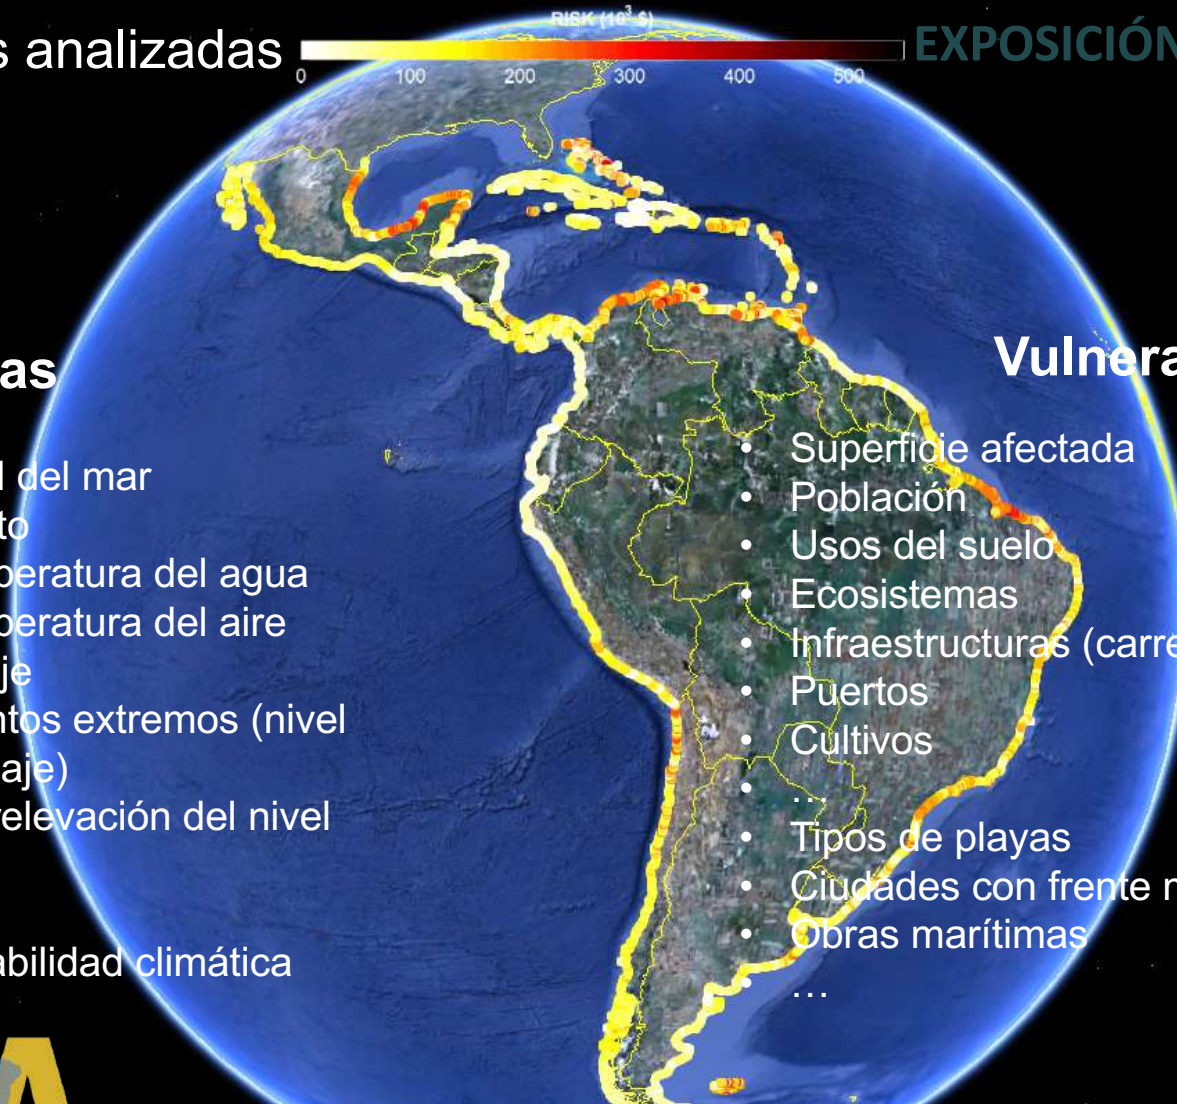 RISK (10³ $)
s analizadas
EXPOSICIÓN
0 100 200 300 400 500
as
l del mar
to
peratura del agua
peratura del aire
je
ntos extremos (nivel
aje)
relevación del nivel
abilidad climática
Vulnera
• Superficie afectada
• Población
• Usos del suelo
• Ecosistemas
• Infraestructuras (carre
• Puertos
• Cultivos
• …
• Tipos de playas
• Ciudades con frente m
• Obras marítimas
• …
A